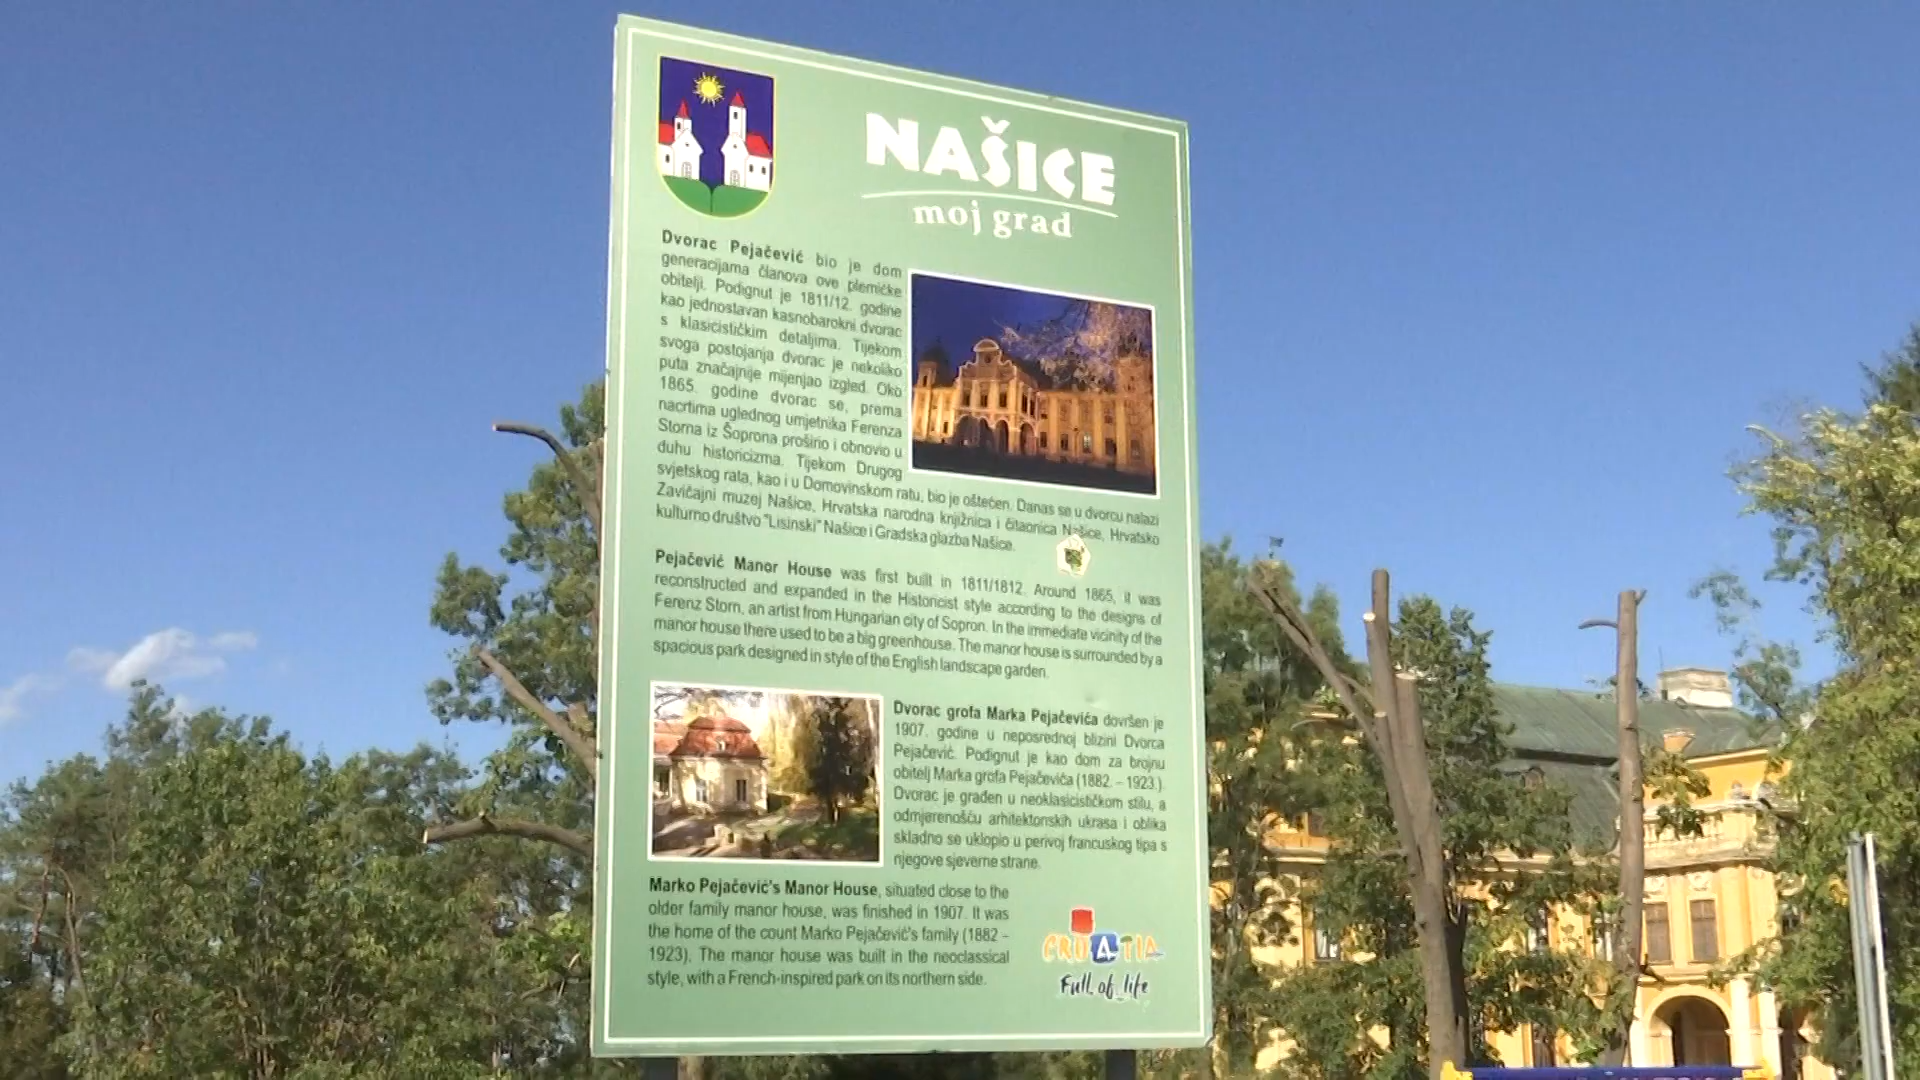 NAŠICE
moj grad
Dvorac Pejačević bio je dom
generacijama članova ove plemićke
obitelji. Podignut je 1811/12. godine
kao jednostavan kasnobarokni dvorac
s klasicističkim detaljima. Tijekom
svoga postojanja dvorac je nekoliko
puta značajnije mijenjao izgled. Oko
1865. godine dvorac se, prema
nacrtima uglednog umjetnika Ferenza
Storna iz Šoprona proširio i obnovio u
duhu historicizma. Tijekom Drugog
svjetskog rata, kao i u Domovinskom ratu, bio je oštećen. Danas se u dvorcu nalazi
Zavičajni muzej Našice, Hrvatska narodna knjižnica i čitaonica Našice, Hrvatsko
kulturno društvo "Lisinski" Našice i Gradska glazba Našice.
Pejačević Manor House was first built in 1811/1812. Around 1865, it was
reconstructed and expanded in the Historicist style according to the designs of
Ferenz Storn, an artist from Hungarian city of Sopron. In the immediate vicinity of the
manor house there used to be a big greenhouse. The manor house is surrounded by a
spacious park designed in style of the English landscape garden.
Dvorac grofa Marka Pejačevića dovršen je
1907. godine u neposrednoj blizini Dvorca
Pejačević. Podignut je kao dom za brojnu
obitelj Marka grofa Pejačevića (1882. – 1923.).
Dvorac je građen u neoklasicističkom stilu, a
odmjerenošću arhitektonskih ukrasa i oblika
skladno se uklopio u perivoj francuskog tipa s
njegove sjeverne strane.
Marko Pejačević's Manor House, situated close to the
older family manor house, was finished in 1907. It was
the home of the count Marko Pejačević's family (1882 –
1923). The manor house was built in the neoclassical
style, with a French-inspired park on its northern side.
CROATIA
Full of life